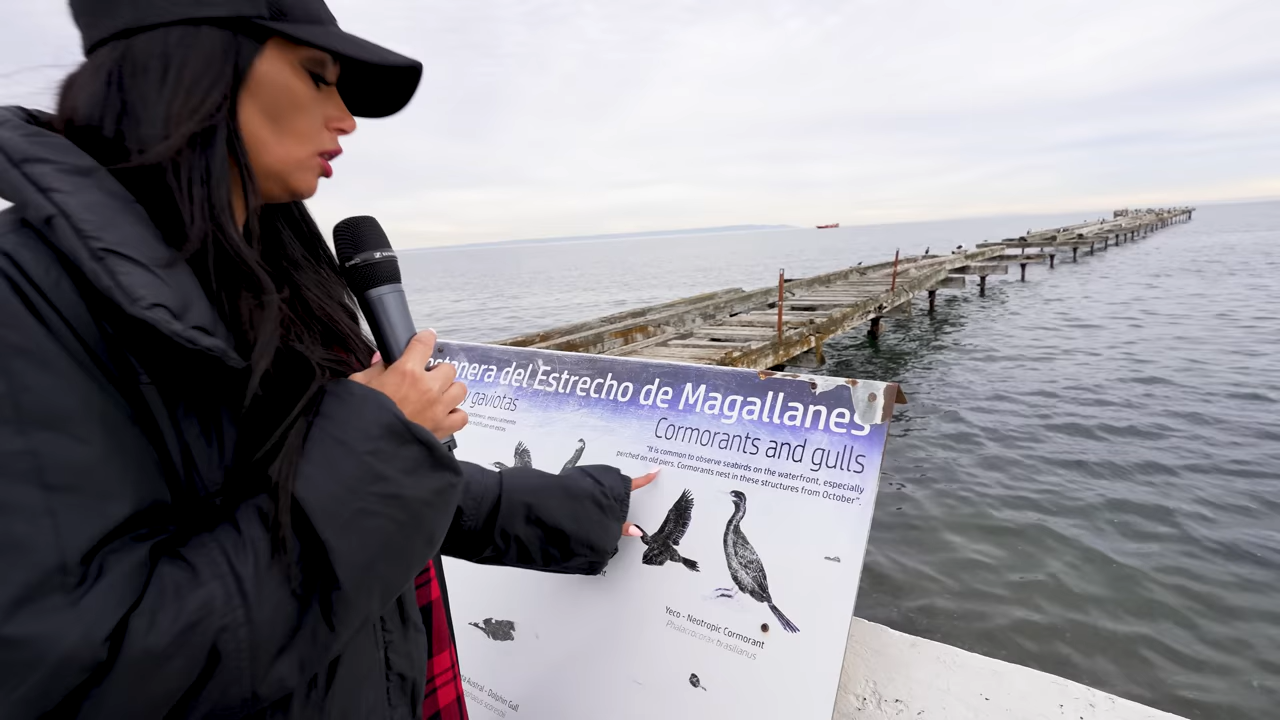 del Estrecho de Magallanes
y gaviotas
Cormorants and gulls
"It is common to observe seabirds on the waterfront, especially
perched on old piers. Cormorants nest in these structures from October".
Yeco - Neotropic Cormorant
Phalacrocorax brasilianus
Austral - Dolphin Gull